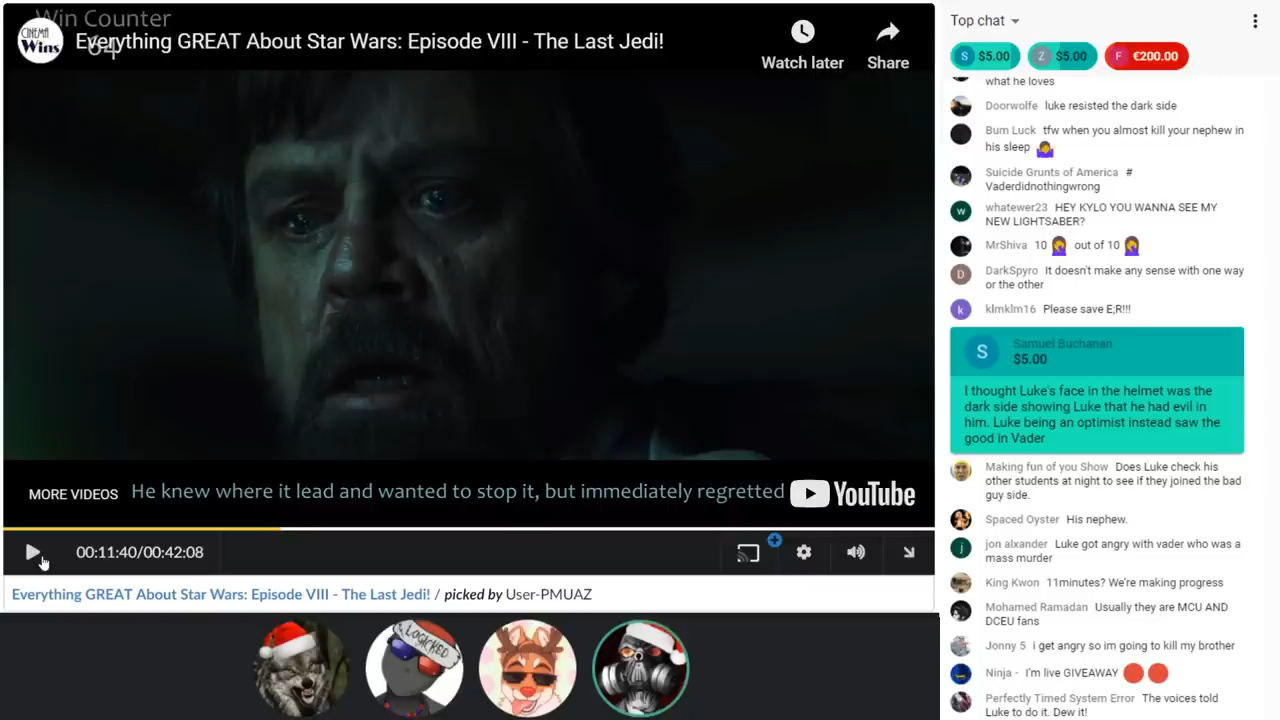 Win Counter
64
CINEMA
Wins
Everything GREAT About Star Wars: Episode VIII - The Last Jedi!
Watch later
Share
MORE VIDEOS
He knew where it lead and wanted to stop it, but immediately regretted
YouTube
00:11:40/00:42:08
Everything GREAT About Star Wars: Episode VIII - The Last Jedi! / picked by User-PMUAZ
LOGICKED
Top chat
S $5.00
Z $5.00
F €200.00
what he loves
Doorwolfe luke resisted the dark side
Bum Luck tfw when you almost kill your nephew in
his sleep 🤷‍♀️
Suicide Grunts of America #
Vaderdidnothingwrong
w whatewer23 HEY KYLO YOU WANNA SEE MY
NEW LIGHTSABER?
MrShiva 10 🤦‍♀️ out of 10 🤦‍♀️
D DarkSpyro It doesn't make any sense with one way
or the other
k klmklm16 Please save E;R!!!
S Samuel Buchanan
$5.00
I thought Luke's face in the helmet was the
dark side showing Luke that he had evil in
him. Luke being an optimist instead saw the
good in Vader
Making fun of you Show Does Luke check his
other students at night to see if they joined the bad
guy side.
Spaced Oyster His nephew.
j jon alxander Luke got angry with vader who was a
mass murder
King Kwon 11minutes? We're making progress
Mohamed Ramadan Usually they are MCU AND
DCEU fans
Jonny 5 i get angry so im going to kill my brother
Ninja - I'm live GIVEAWAY 🔴 🔴
Perfectly Timed System Error The voices told
Luke to do it. Dew it!